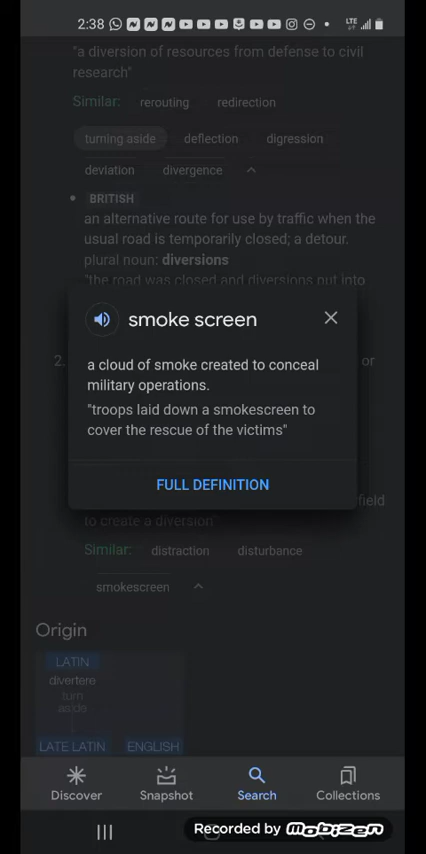 2:38
LTE
"a diversion of resources from defense to civil
research"
Similar: rerouting redirection
turning aside deflection digression
deviation divergence
• BRITISH
an alternative route for use by traffic when the
usual road is temporarily closed; a detour.
plural noun: diversions
"the road was closed and diversions put into
smoke screen
2. or
a cloud of smoke created to conceal
military operations.
"troops laid down a smokescreen to
cover the rescue of the victims"
FULL DEFINITION
field
to create a diversion"
Similar: distraction disturbance
smokescreen
Origin
LATIN
divertere
turn
aside
LATE LATIN ENGLISH
Discover Snapshot Search Collections
Recorded by mobizen